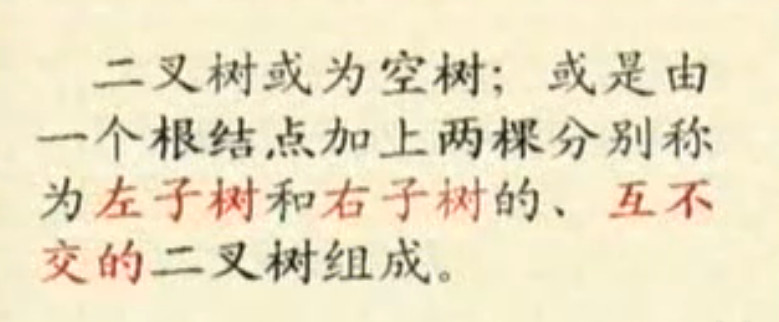 二叉树或为空树；或是由
一个根结点加上两棵分别称
为左子树和右子树的、互不
交的二叉树组成。